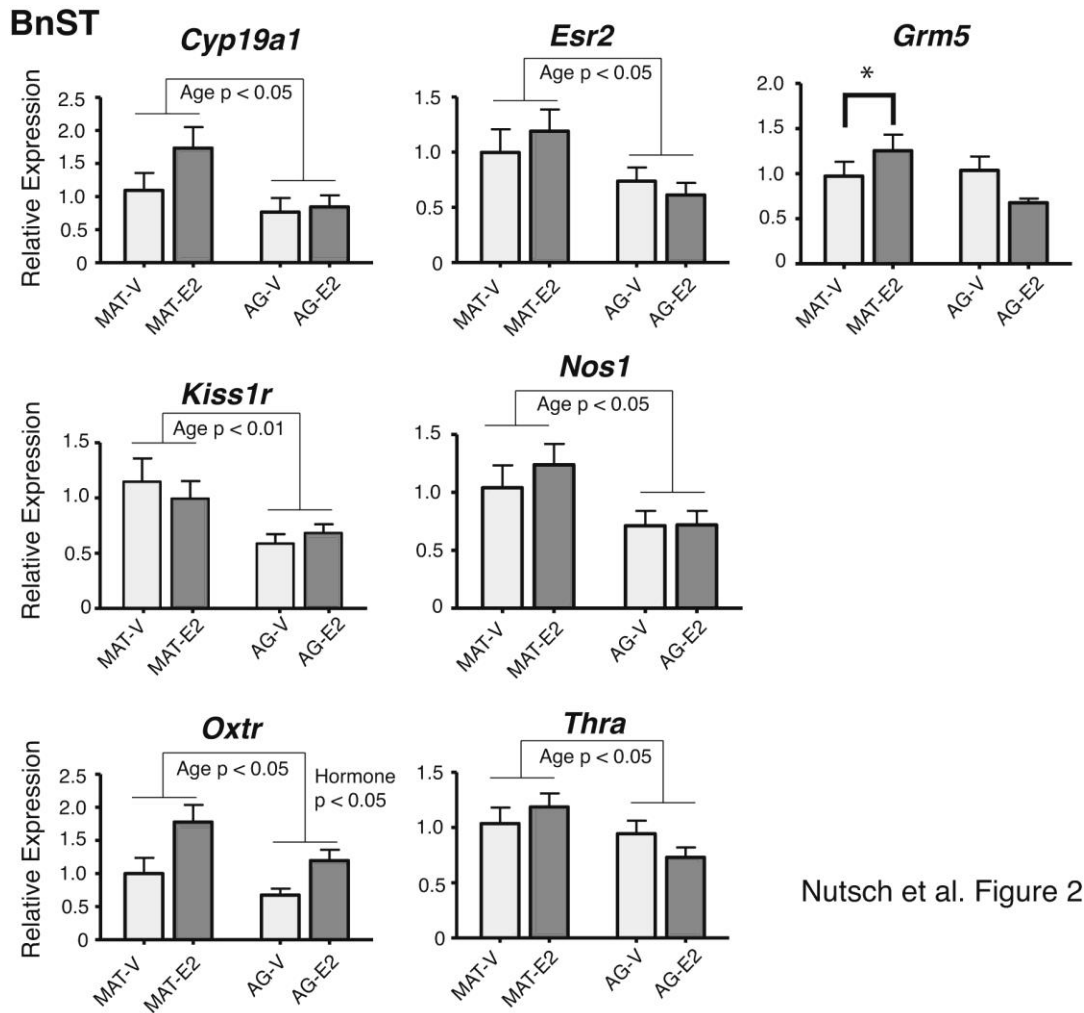 BnST
Cyp19a1
Age p < 0.05
Relative Expression
2.5
2.0
1.5
1.0
0.5
0
MAT-V
MAT-E2
AG-V
AG-E2
Esr2
Age p < 0.05
1.5
1.0
0.5
0
MAT-V
MAT-E2
AG-V
AG-E2
Grm5
*
2.0
1.5
1.0
0.5
0
MAT-V
MAT-E2
AG-V
AG-E2
Kiss1r
Age p < 0.01
Relative Expression
1.5
1.0
0.5
0
MAT-V
MAT-E2
AG-V
AG-E2
Nos1
Age p < 0.05
1.5
1.0
0.5
0
MAT-V
MAT-E2
AG-V
AG-E2
Oxtr
Age p < 0.05
Hormone
p < 0.05
Relative Expression
2.5
2.0
1.5
1.0
0.5
0
MAT-V
MAT-E2
AG-V
AG-E2
Thra
Age p < 0.05
1.5
1.0
0.5
0
MAT-V
MAT-E2
AG-V
AG-E2
Nutsch et al. Figure 2